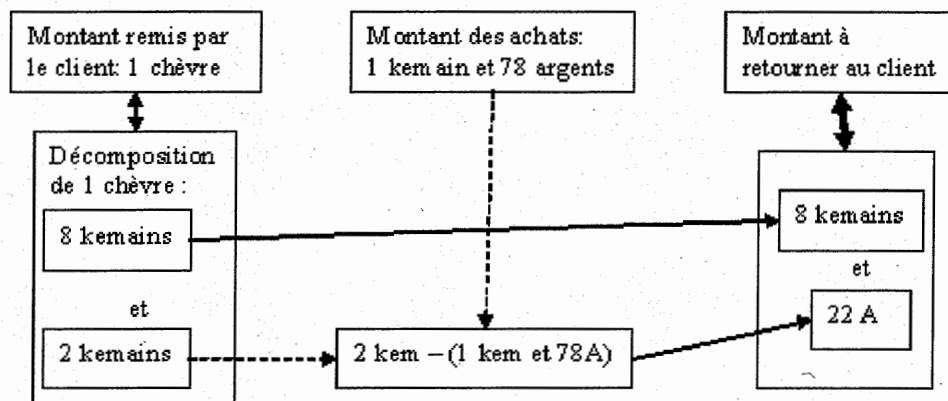 Montant remis par
le client: 1 chèvre
Montant des achats:
1 kemain et 78 argents
Montant à
retourner au client
Décomposition
de 1 chèvre :
8 kemains
et
2 kemains
2 kem – (1 kem et 78A)
8 kemains
et
22 A